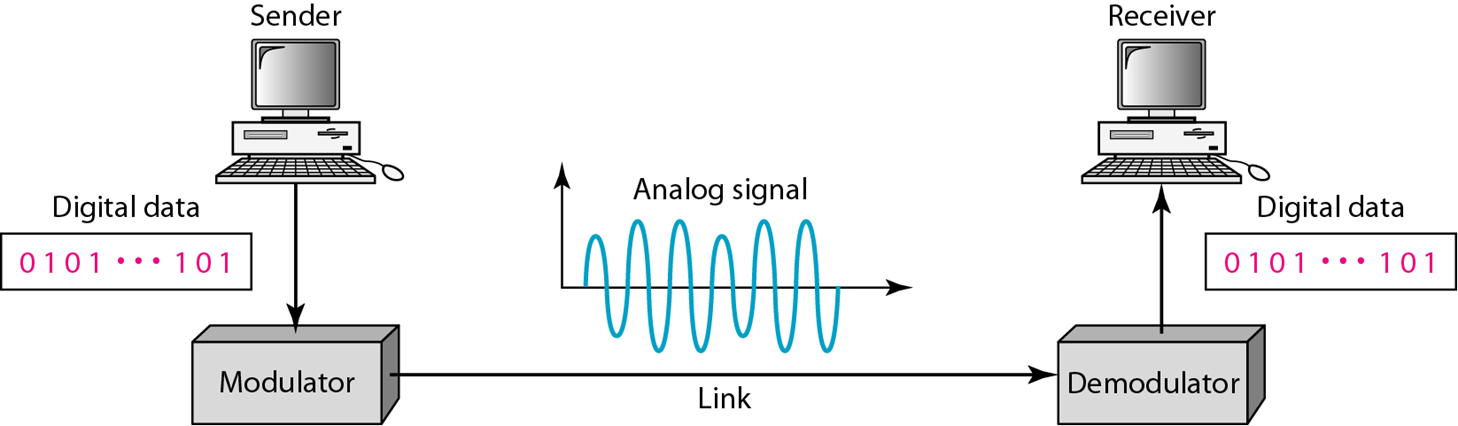 Sender
Receiver
Analog signal
Digital data
Digital data
0101 ••• 101
0101 ••• 101
Modulator
Link
Demodulator